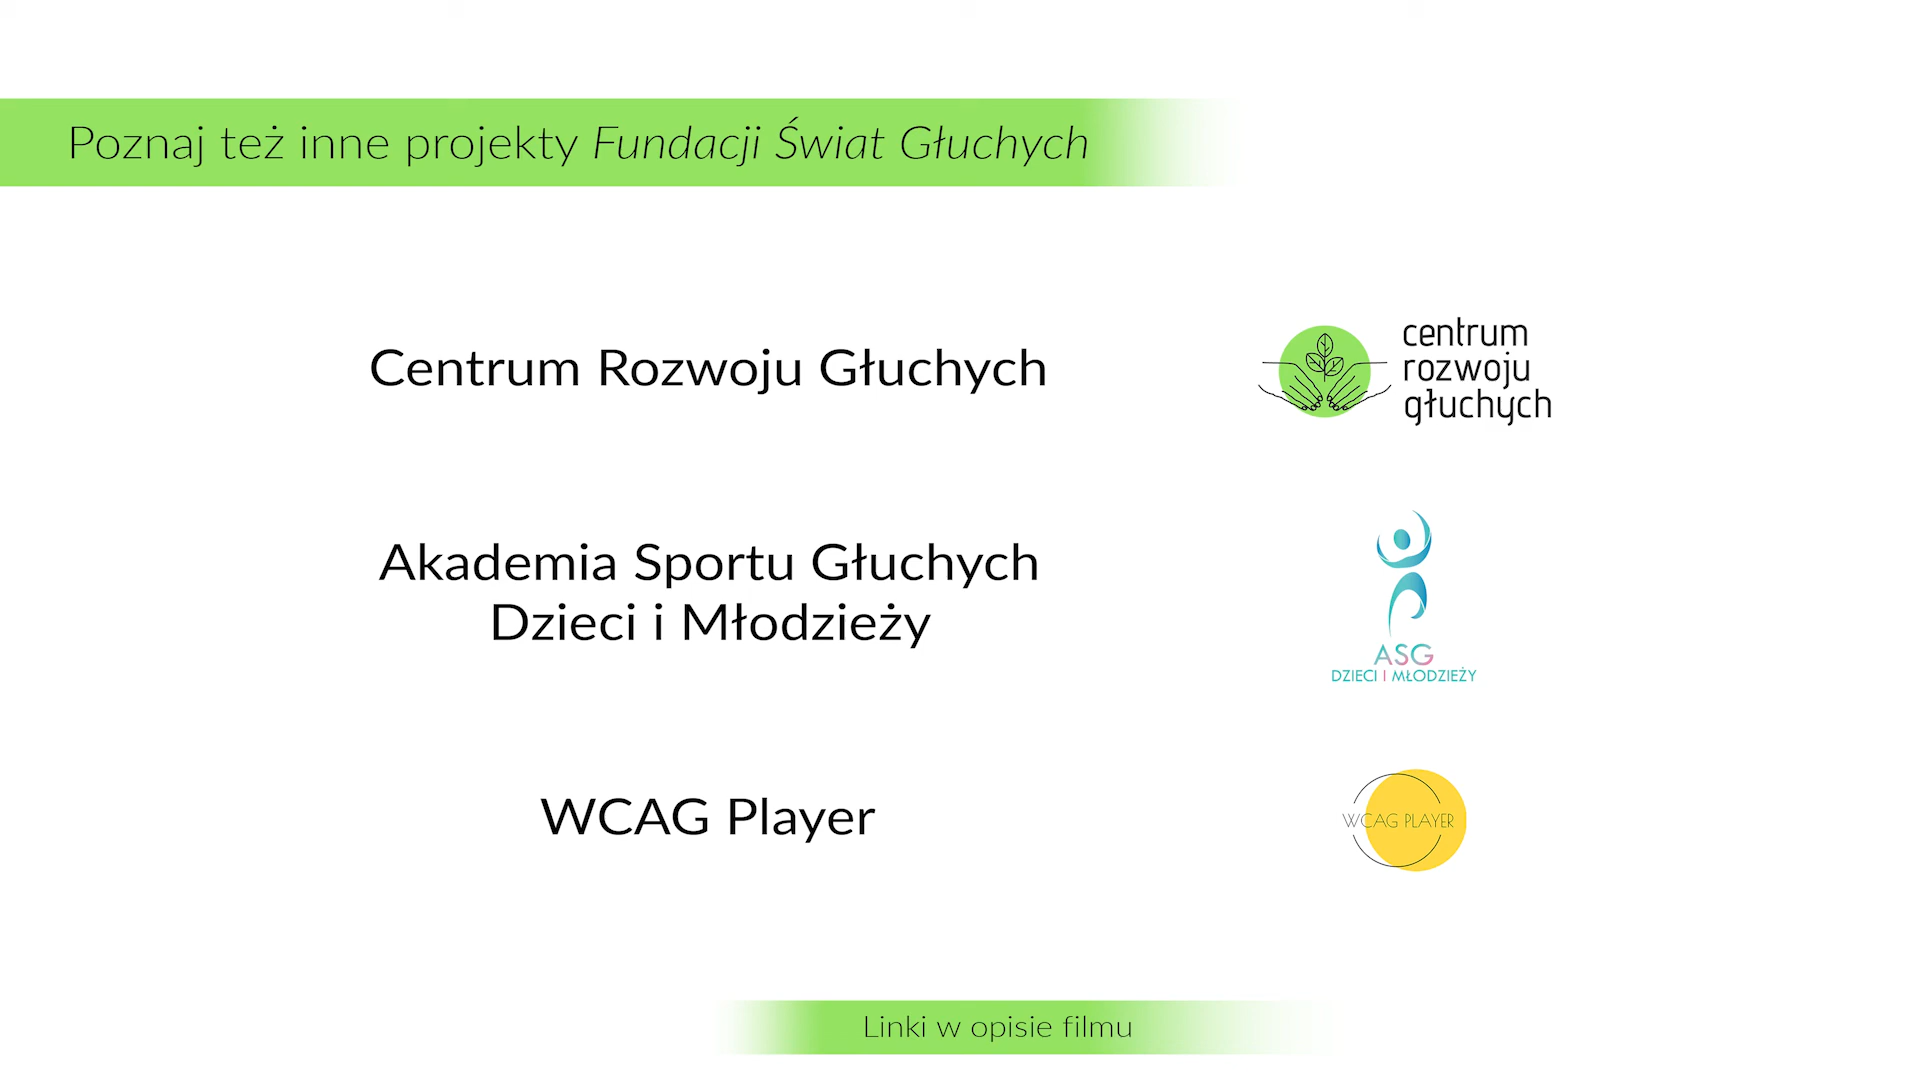 Poznaj też inne projekty Fundacji Świat Głuchych
Centrum Rozwoju Głuchych
centrum
rozwoju
głuchych
Akademia Sportu Głuchych
Dzieci i Młodzieży
ASG
DZIECI I MŁODZIEŻY
WCAG Player
WCAG PLAYER
Linki w opisie filmu